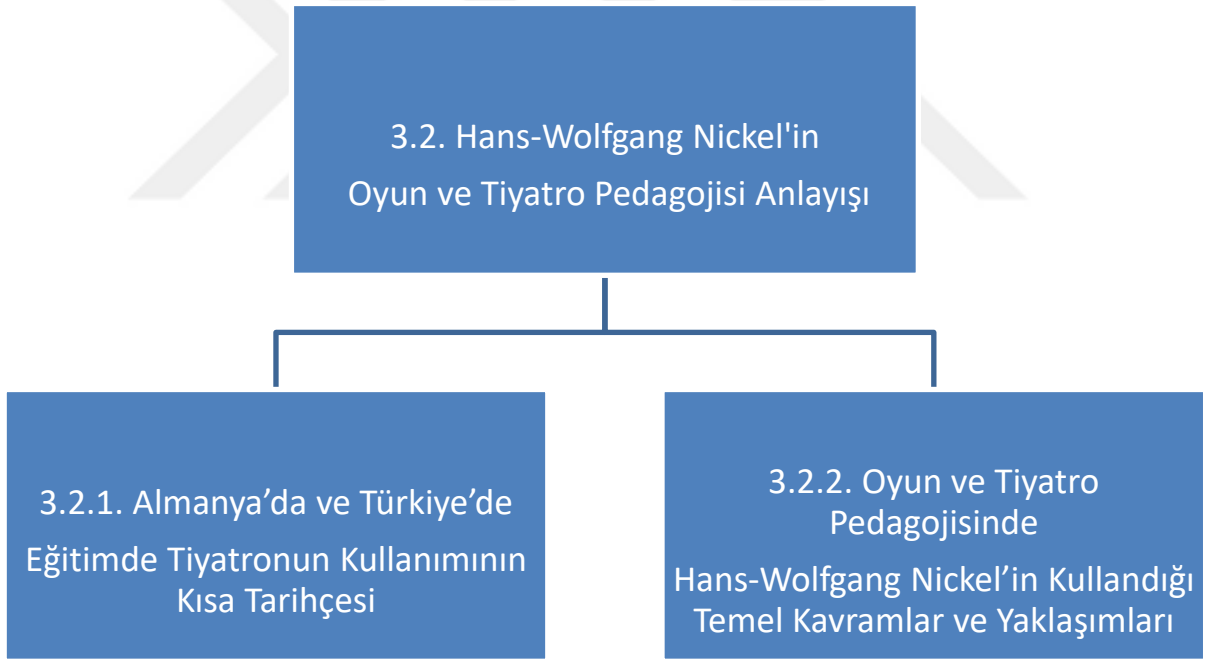 3.2. Hans-Wolfgang Nickel'in
Oyun ve Tiyatro Pedagojisi Anlayışı
3.2.1. Almanya’da ve Türkiye’de
Eğitimde Tiyatronun Kullanımının
Kısa Tarihçesi
3.2.2. Oyun ve Tiyatro
Pedagojisinde
Hans-Wolfgang Nickel’in Kullandığı
Temel Kavramlar ve Yaklaşımları